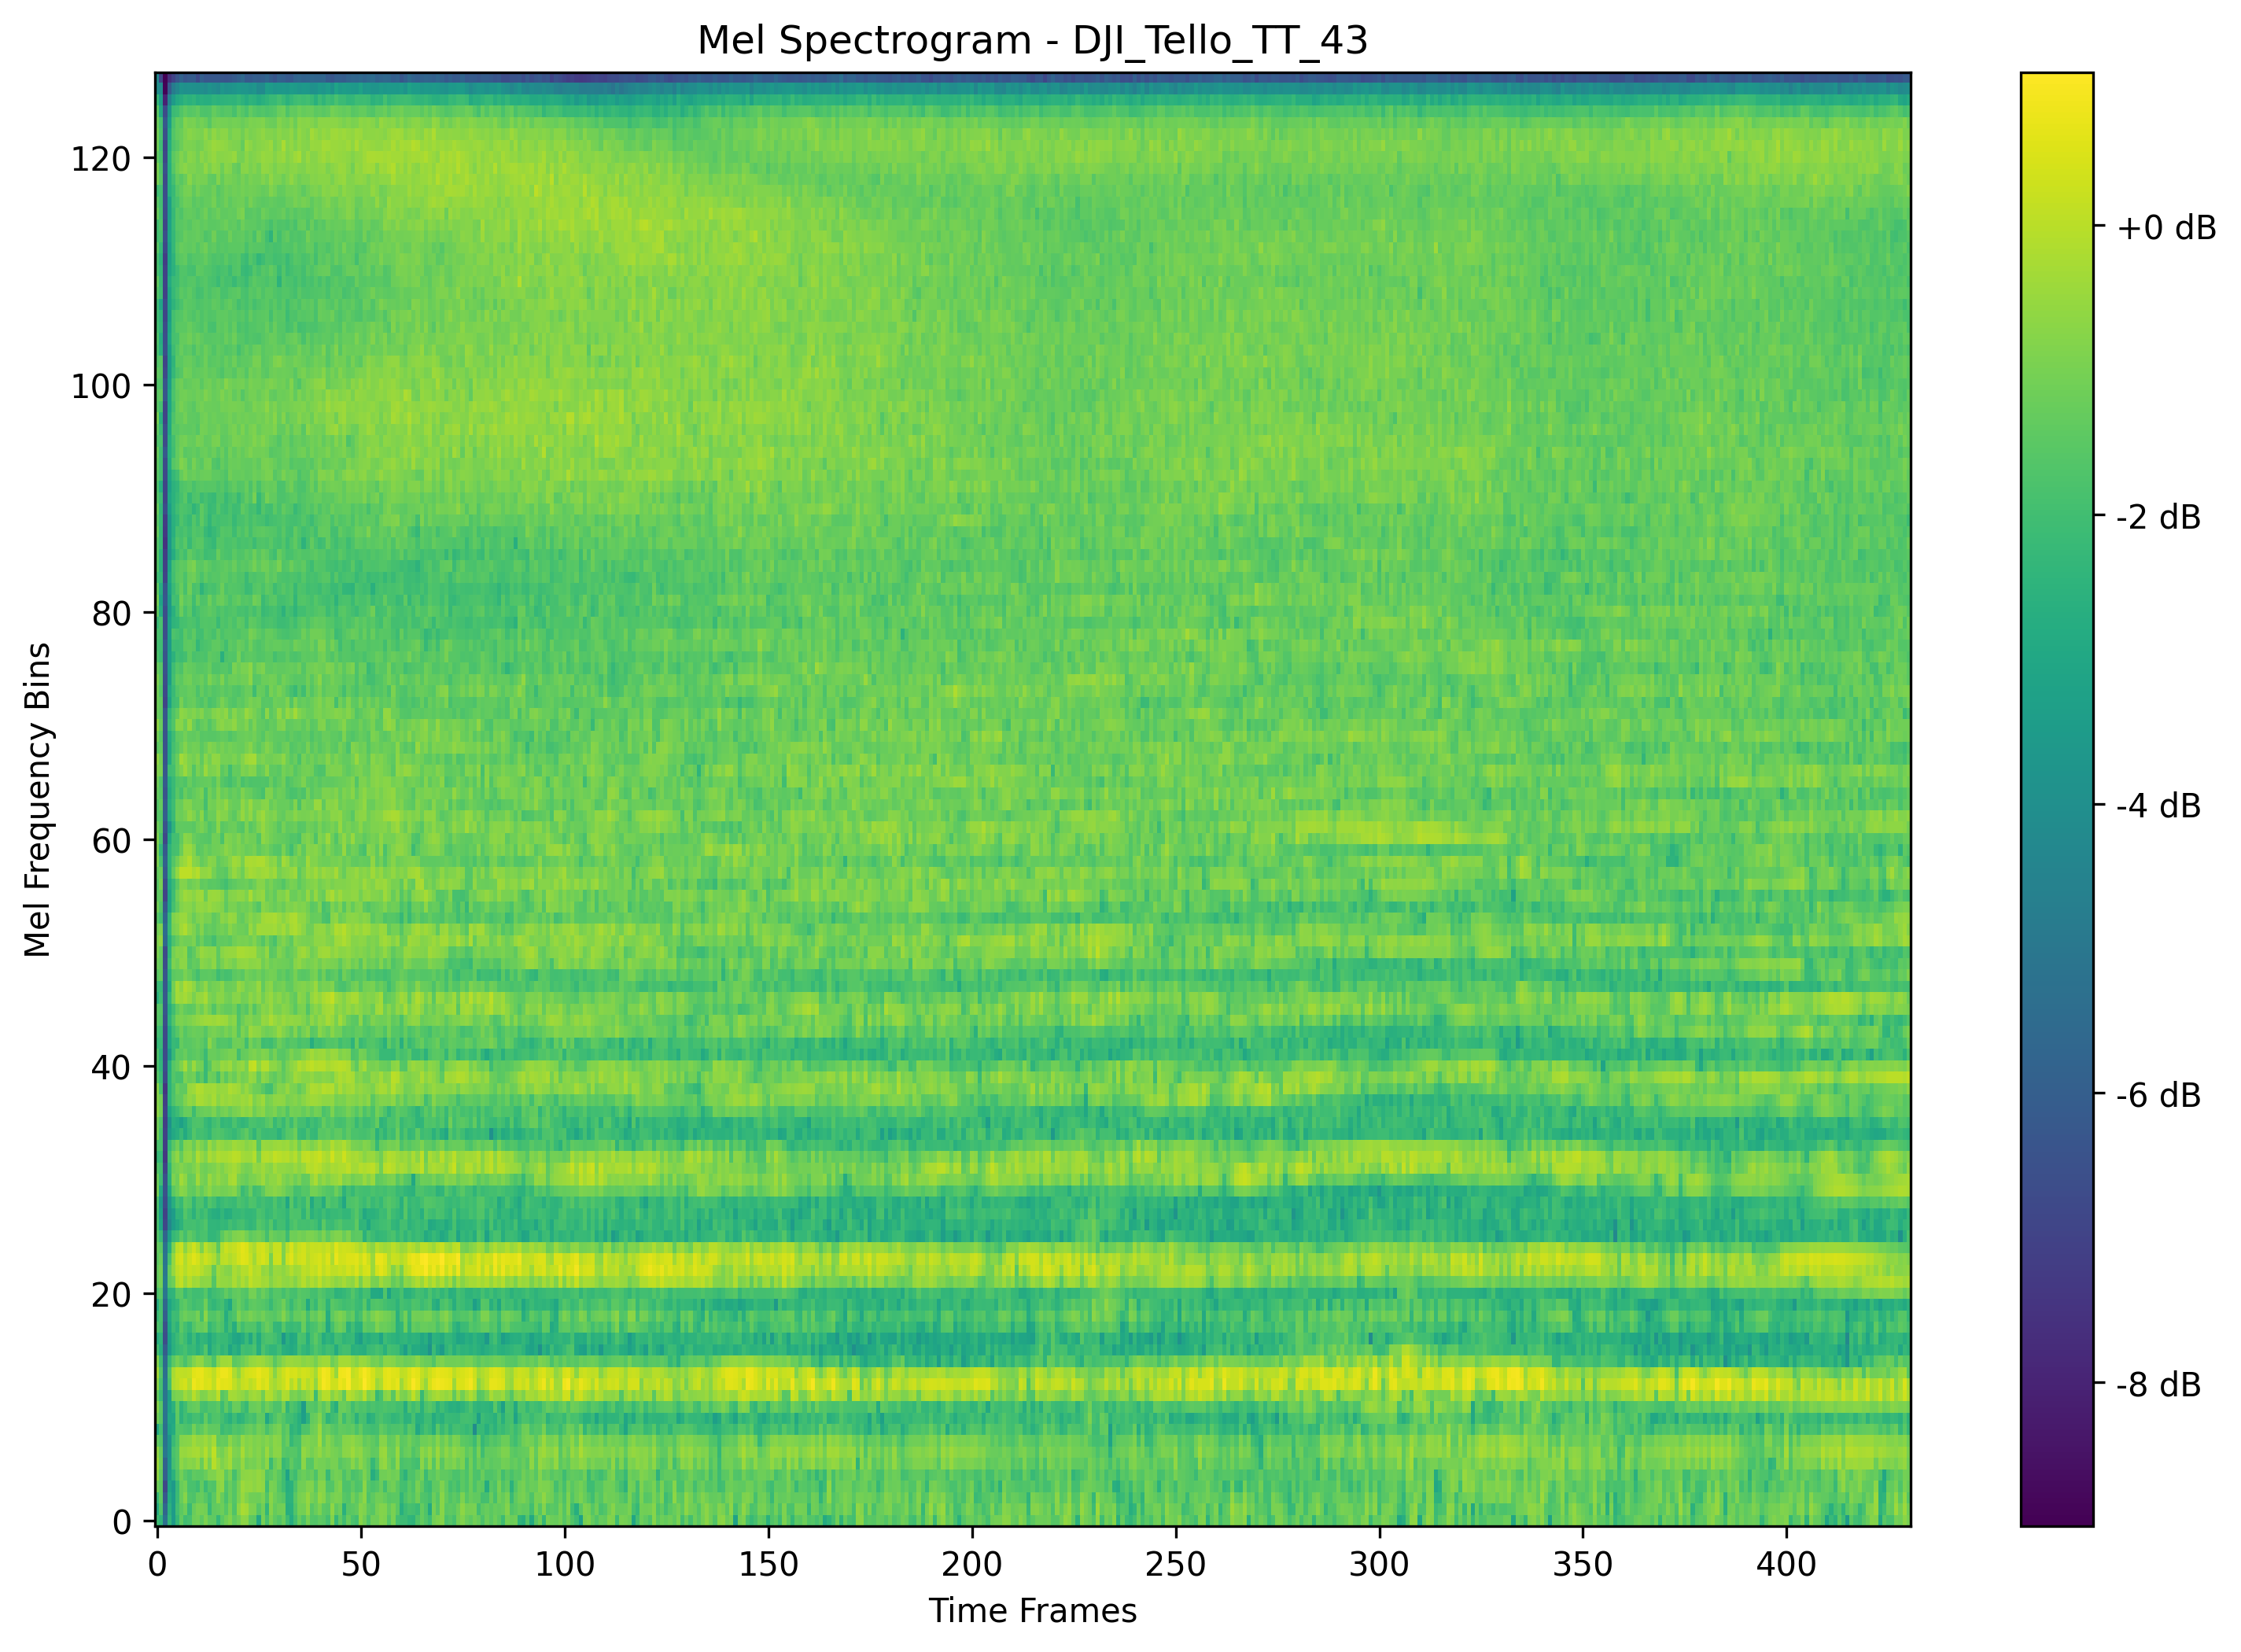 Mel Spectrogram - DJI_Tello_TT_43
Mel Frequency Bins
120
100
80
60
40
20
0
0 50 100 150 200 250 300 350 400
Time Frames
+0 dB
-2 dB
-4 dB
-6 dB
-8 dB